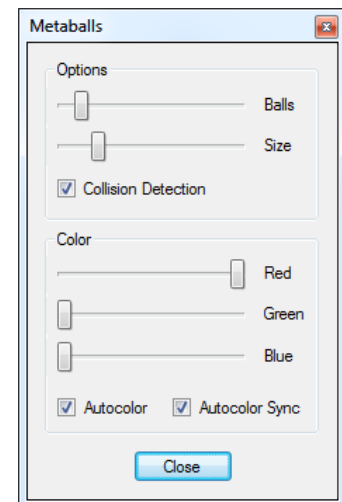 Metaballs
Options
Balls
Size
Collision Detection
Color
Red
Green
Blue
Autocolor Autocolor Sync
Close